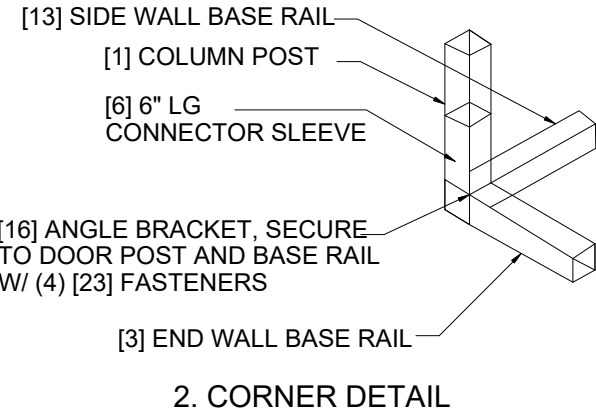 [13] SIDE WALL BASE RAIL
[1] COLUMN POST
[6] 6" LG
CONNECTOR SLEEVE
[16] ANGLE BRACKET, SECURE
TO DOOR POST AND BASE RAIL
W/ (4) [23] FASTENERS
[3] END WALL BASE RAIL
2. CORNER DETAIL